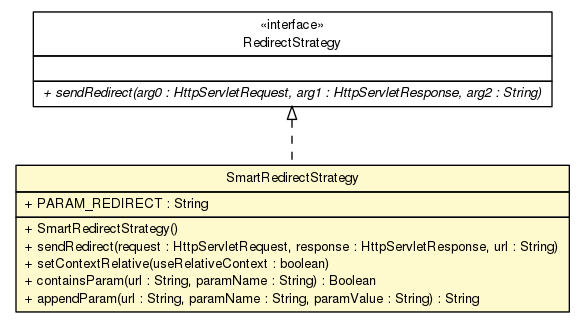 «interface»
RedirectStrategy
+ sendRedirect(arg0 : HttpServletRequest, arg1 : HttpServletResponse, arg2 : String)
SmartRedirectStrategy
+ PARAM_REDIRECT : String
+ SmartRedirectStrategy()
+ sendRedirect(request : HttpServletRequest, response : HttpServletResponse, url : String)
+ setContextRelative(useRelativeContext : boolean)
+ containsParam(url : String, paramName : String) : Boolean
+ appendParam(url : String, paramName : String, paramValue : String) : String